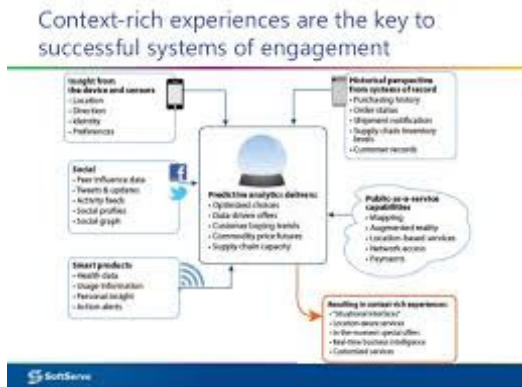 Context-rich experiences are the key to
successful systems of engagement
Insight from
the device and sensors
• Location
• Direction
• Identity
• Preferences
Historical perspective
from systems of record
• Purchasing history
• Order status
• Shipment notification
• Supply chain inventory
levels
• Customer records
Social
• Peer influence data
• Tweets & updates
• Activity feeds
• Social profiles
• Social graph
Predictive analytics delivers:
• Optimized choices
• Data-driven offers
• Customer buying trends
• Commodity price futures
• Supply chain capacity
Public as-a-service
capabilities
• Mapping
• Augmented reality
• Location-based services
• Network access
• Payments
Smart products
• Health data
• Usage information
• Personal insight
• Action alerts
Resulting in context-rich experiences:
• "Situational interfaces"
• Location-aware services
• In-the-moment special offers
• Real-time business intelligence
• Customized services
SoftServe